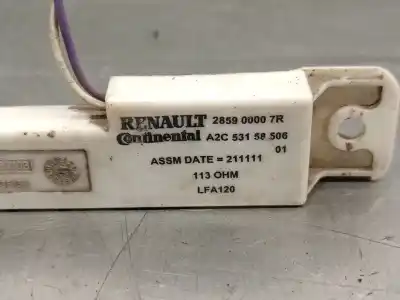 RENAULT 2859 0000 7R
Continental A2C 531 58 506
01
ASSM DATE = 211111
113 OHM
LFA120